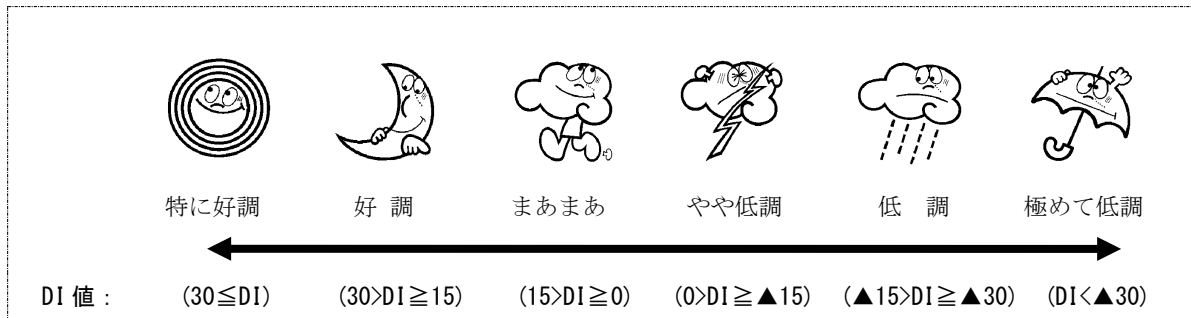 特に好調 好 調 まあまあ やや低調 低 調 極めて低調
DI 値 : (30≦DI) (30>DI≧15) (15>DI≧0) (0>DI≧▲15) (▲15>DI≧▲30) (DI<▲30)